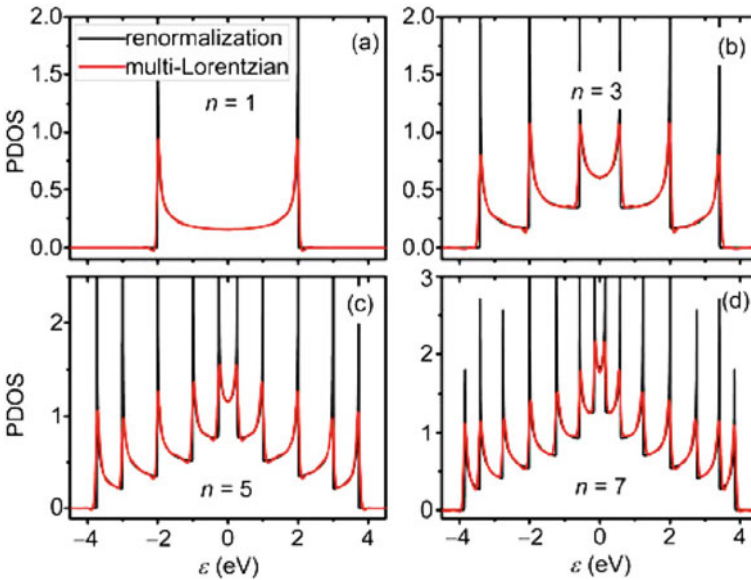 renormalization
multi-Lorentzian
(a)
n = 1
2.0
1.5
1.0
0.5
0.0
PDOS
(b)
n = 3
2.0
1.5
1.0
0.5
0.0
(c)
n = 5
2
1
0
PDOS
−4 −2 0 2 4
ε (eV)
(d)
n = 7
3
2
1
0
−4 −2 0 2 4
ε (eV)